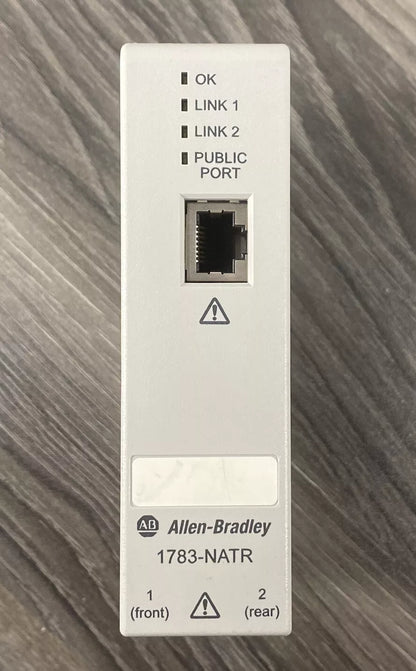 OK
LINK 1
LINK 2
PUBLIC
PORT
AB Allen-Bradley
1783-NATR
1 2
(front) (rear)